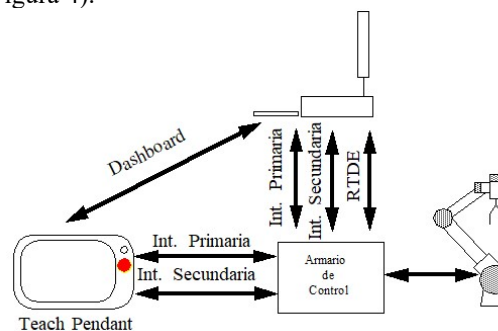 Figura 4).
Dashboard
Int. Primaria
Int. Secundaria
RTDE
Int. Primaria
Int. Secundaria
Armario
de
Control
Teach Pendant